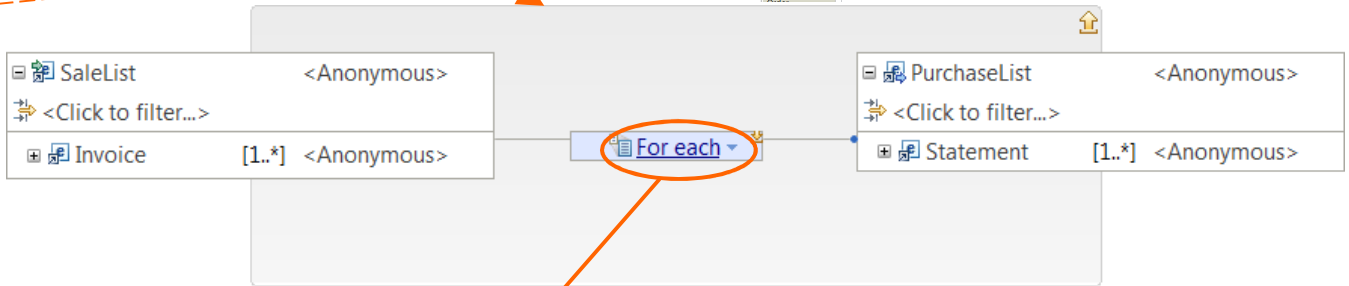 SaleList <Anonymous>
<Click to filter...>
Invoice [1..*] <Anonymous>
For each
PurchaseList <Anonymous>
<Click to filter...>
Statement [1..*] <Anonymous>